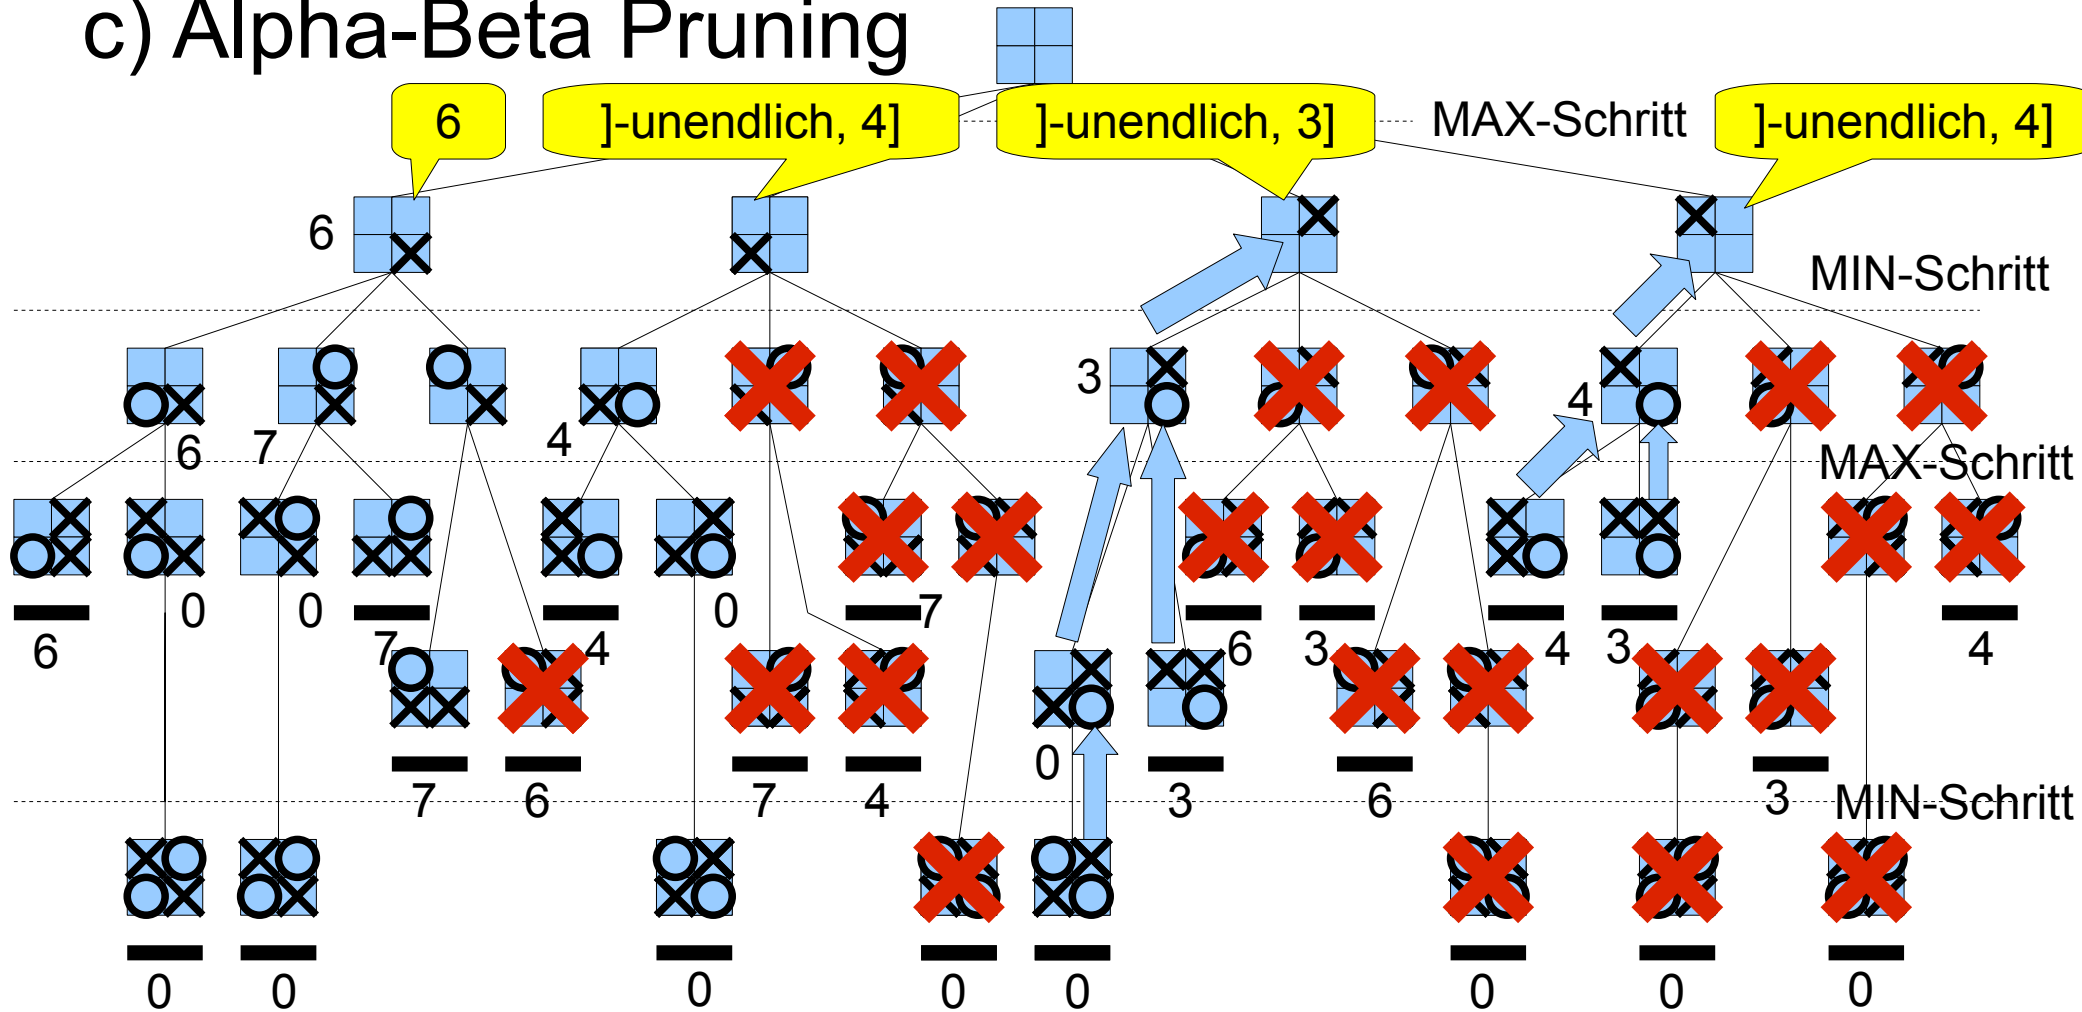 c) Alpha-Beta Pruning
6 ]-unendlich, 4] ]-unendlich, 3] MAX-Schritt ]-unendlich, 4]
6
MIN-Schritt
3 4
6 7 4 MAX-Schritt
0 0 0 7
6 7 4 6 3 4 3 4
0
7 6 7 4 3 6 3 MIN-Schritt
0 0 0 0 0 0 0 0